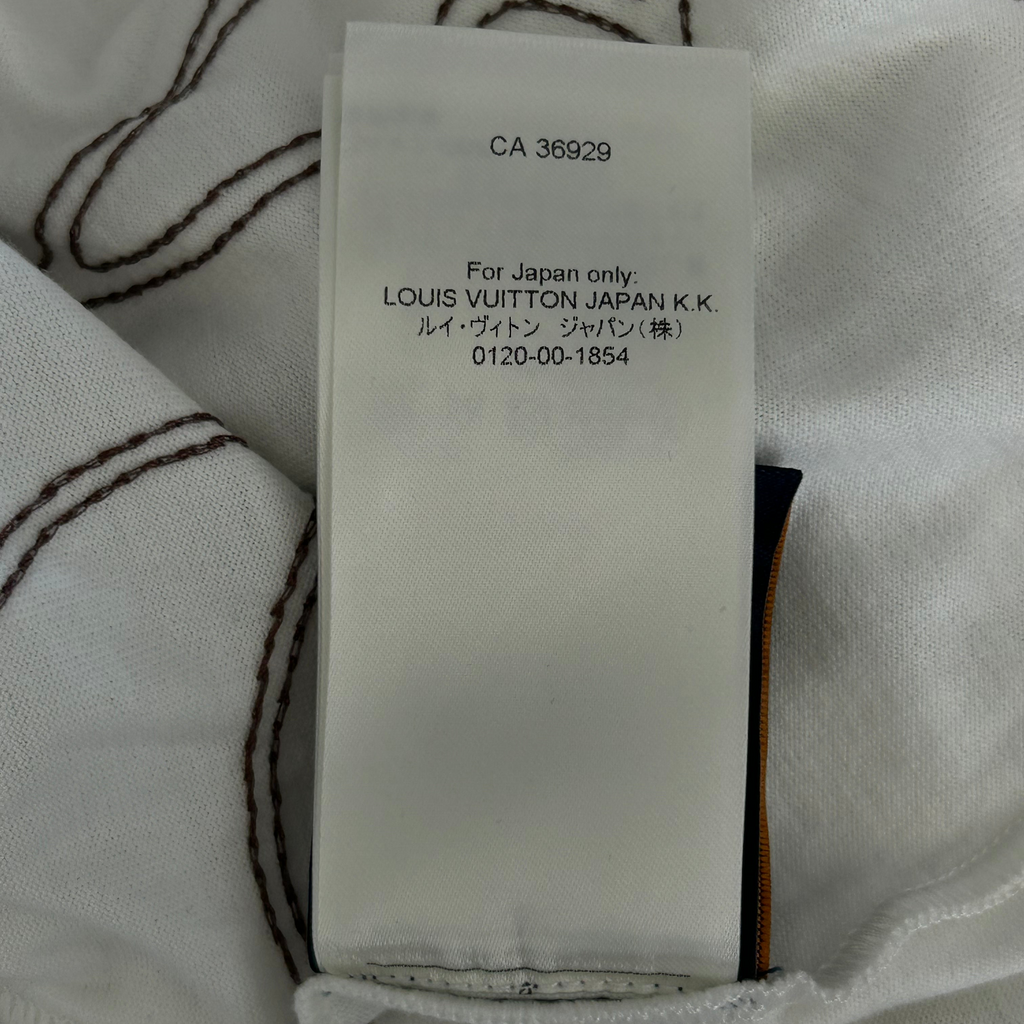 CA 36929
For Japan only:
LOUIS VUITTON JAPAN K.K.
ルイ・ヴィトン　ジャパン(株)
0120-00-1854